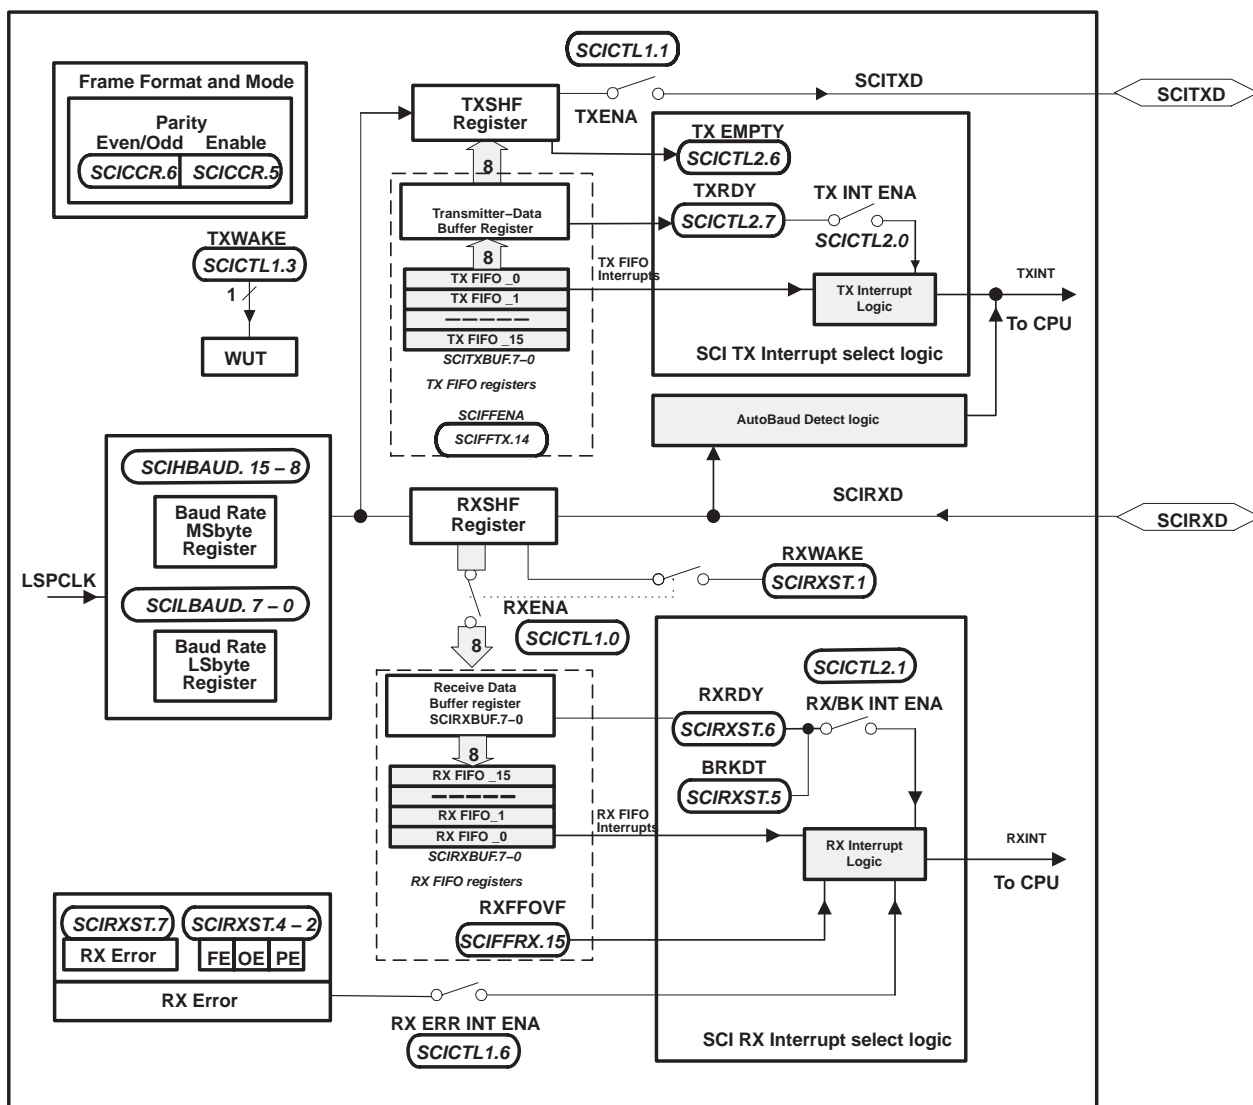 SCICTL1.1
Frame Format and Mode
Parity
Even/Odd Enable
SCICCR.6 SCICCR.5
TXSHF
Register
TXENA
SCITXD
SCITXD
TX EMPTY
SCICTL2.6
8
TXRDY
SCICTL2.7
TX INT ENA
SCICTL2.0
Transmitter–Data
Buffer Register
8
TX FIFO
Interrupts
TXWAKE
SCICTL1.3
1
WUT
TX FIFO _0
TX FIFO _1
TX FIFO _15
SCITXBUF.7–0
TX FIFO registers
SCIFFENA
SCIFFTX.14
TX Interrupt
Logic
TXINT
To CPU
SCI TX Interrupt select logic
AutoBaud Detect logic
SCIHBAUD. 15 – 8
Baud Rate
MSbyte
Register
LSPCLK
SCILBAUD. 7 – 0
Baud Rate
LSbyte
Register
RXSHF
Register
SCIRXD
SCIRXD
RXWAKE
SCIRXST.1
RXENA
SCICTL1.0
8
Receive Data
Buffer register
SCIRXBUF.7–0
8
RXRDY
SCIRXST.6
SCICTL2.1
RX/BK INT ENA
BRKDT
SCIRXST.5
RX FIFO _15
RX FIFO_1
RX FIFO _0
SCIRXBUF.7–0
RX FIFO registers
RX FIFO
Interrupts
RX Interrupt
Logic
RXINT
To CPU
RXFFOVF
SCIFFRX.15
SCIRXST.7 SCIRXST.4 – 2
RX Error FE OE PE
RX Error
RX ERR INT ENA
SCICTL1.6
SCI RX Interrupt select logic